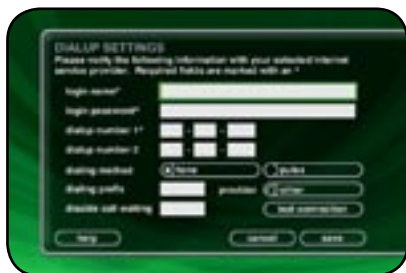 DIALUP SETTINGS
Please verify the following information with your selected internet
service provider. Required fields are marked with an *
login name*
login password*
dialup number 1* - -
dialup number 2 - -
dialing method tone pulse
dialing prefix provider other
disable call waiting test connection
help cancel save